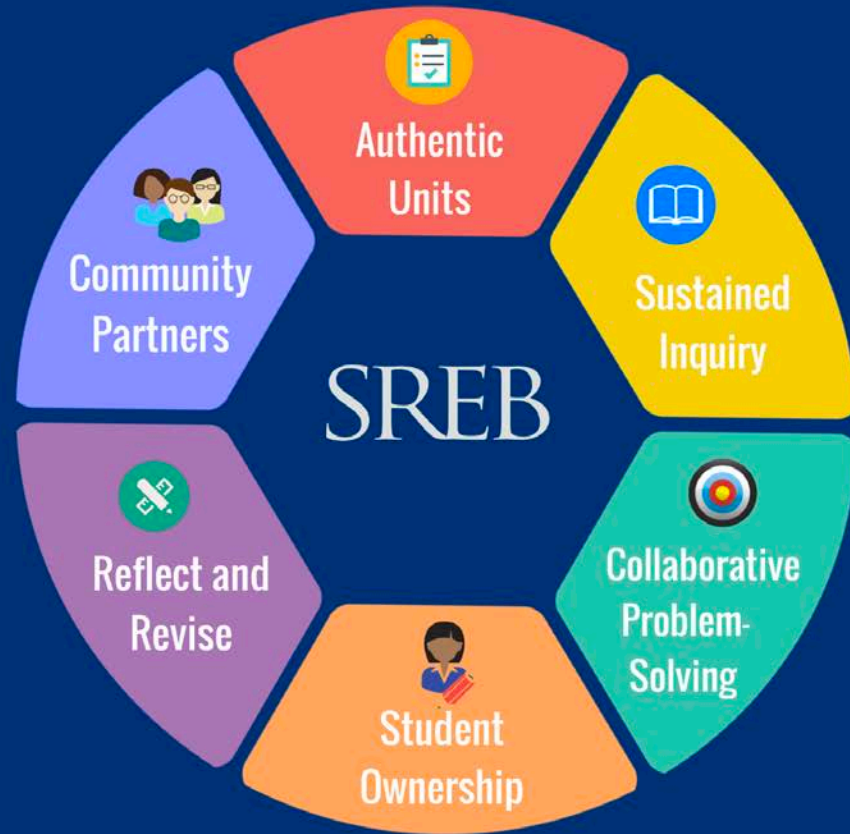 Authentic
Units
Sustained
Inquiry
Collaborative
Problem-
Solving
Student
Ownership
Reflect and
Revise
Community
Partners
SREB